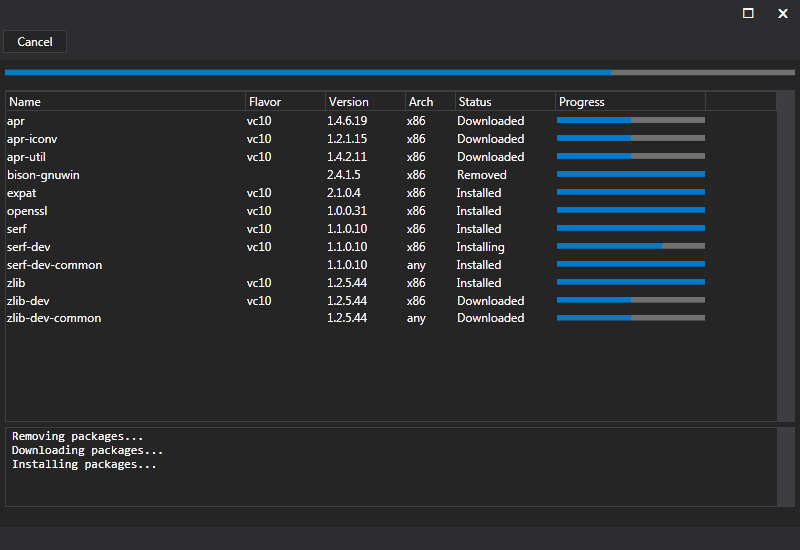 Cancel
Name Flavor Version Arch Status Progress
apr vc10 1.4.6.19 x86 Downloaded
apr-iconv vc10 1.2.1.15 x86 Downloaded
apr-util vc10 1.4.2.11 x86 Downloaded
bison-gnuwin 2.4.1.5 x86 Removed
expat vc10 2.1.0.4 x86 Installed
openssl vc10 1.0.0.31 x86 Installed
serf vc10 1.1.0.10 x86 Installed
serf-dev vc10 1.1.0.10 x86 Installing
serf-dev-common 1.1.0.10 any Installed
zlib vc10 1.2.5.44 x86 Installed
zlib-dev vc10 1.2.5.44 x86 Downloaded
zlib-dev-common 1.2.5.44 any Downloaded
Removing packages...
Downloading packages...
Installing packages...